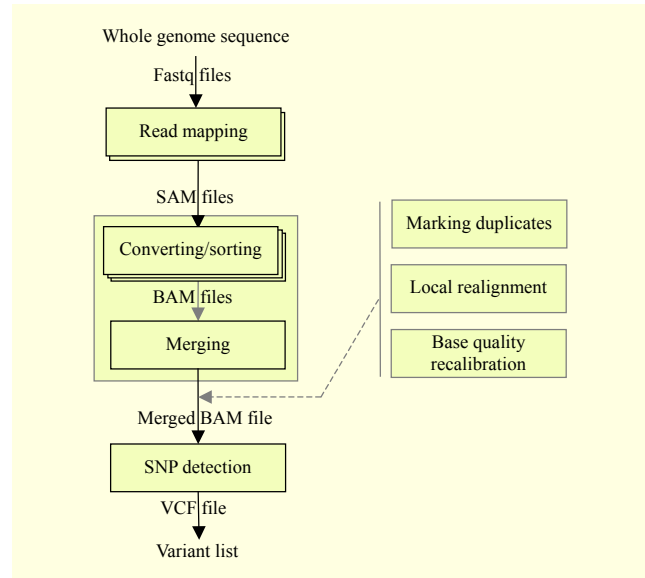 Whole genome sequence
Fastq files
Read mapping
SAM files
Converting/sorting
BAM files
Merging
Merged BAM file
SNP detection
VCF file
Variant list
Marking duplicates
Local realignment
Base quality
recalibration